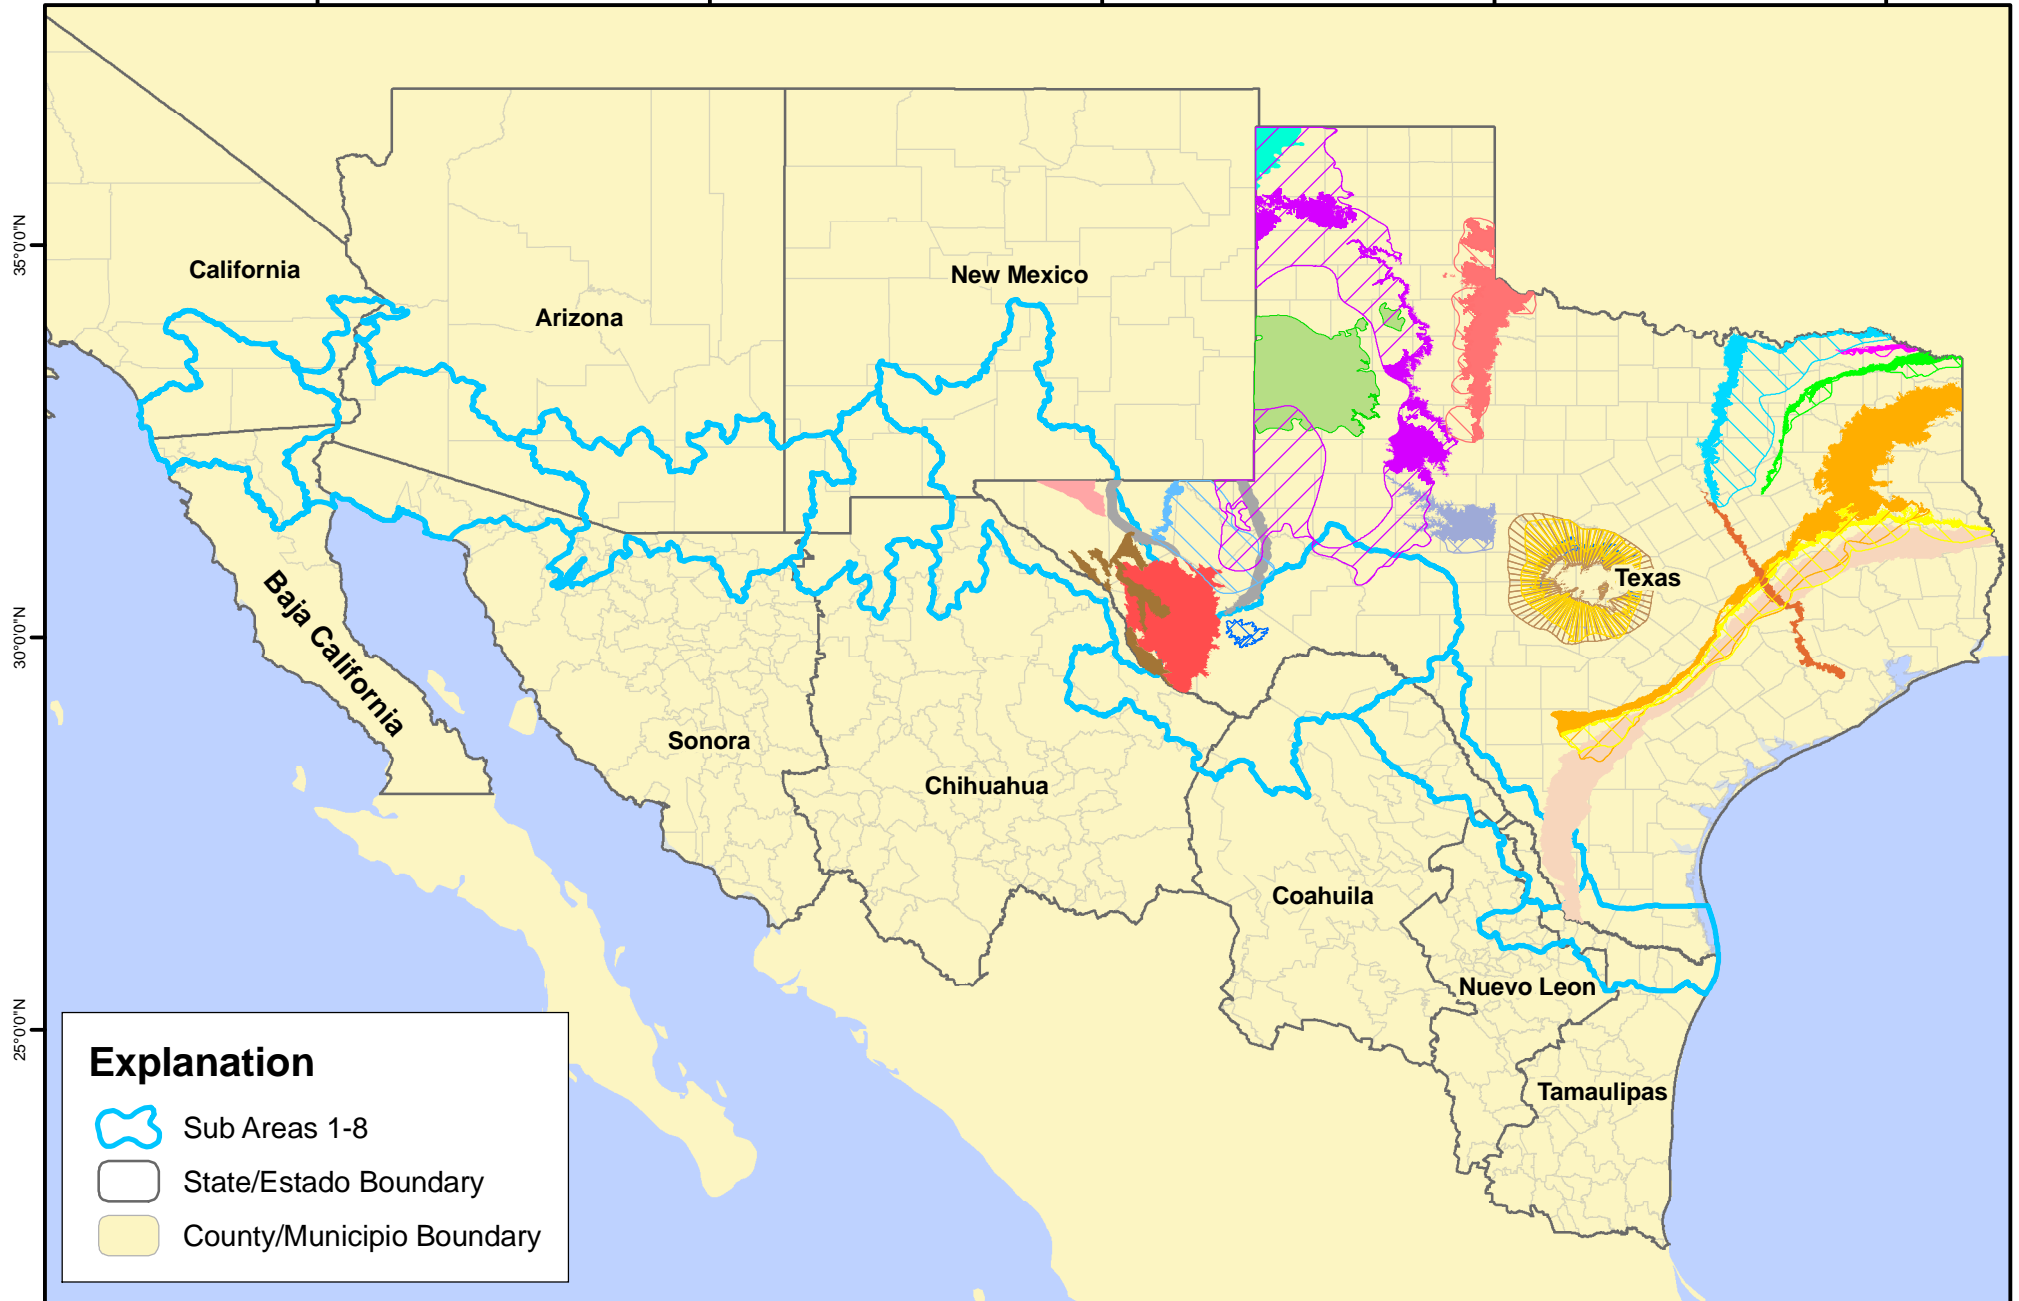 35°0'0"N
California
New Mexico
Arizona
Texas
30°0'0"N
Baja California
Sonora
Chihuahua
Coahuila
Nuevo Leon
25°0'0"N
Tamaulipas
Explanation
Sub Areas 1-8
State/Estado Boundary
County/Municipio Boundary